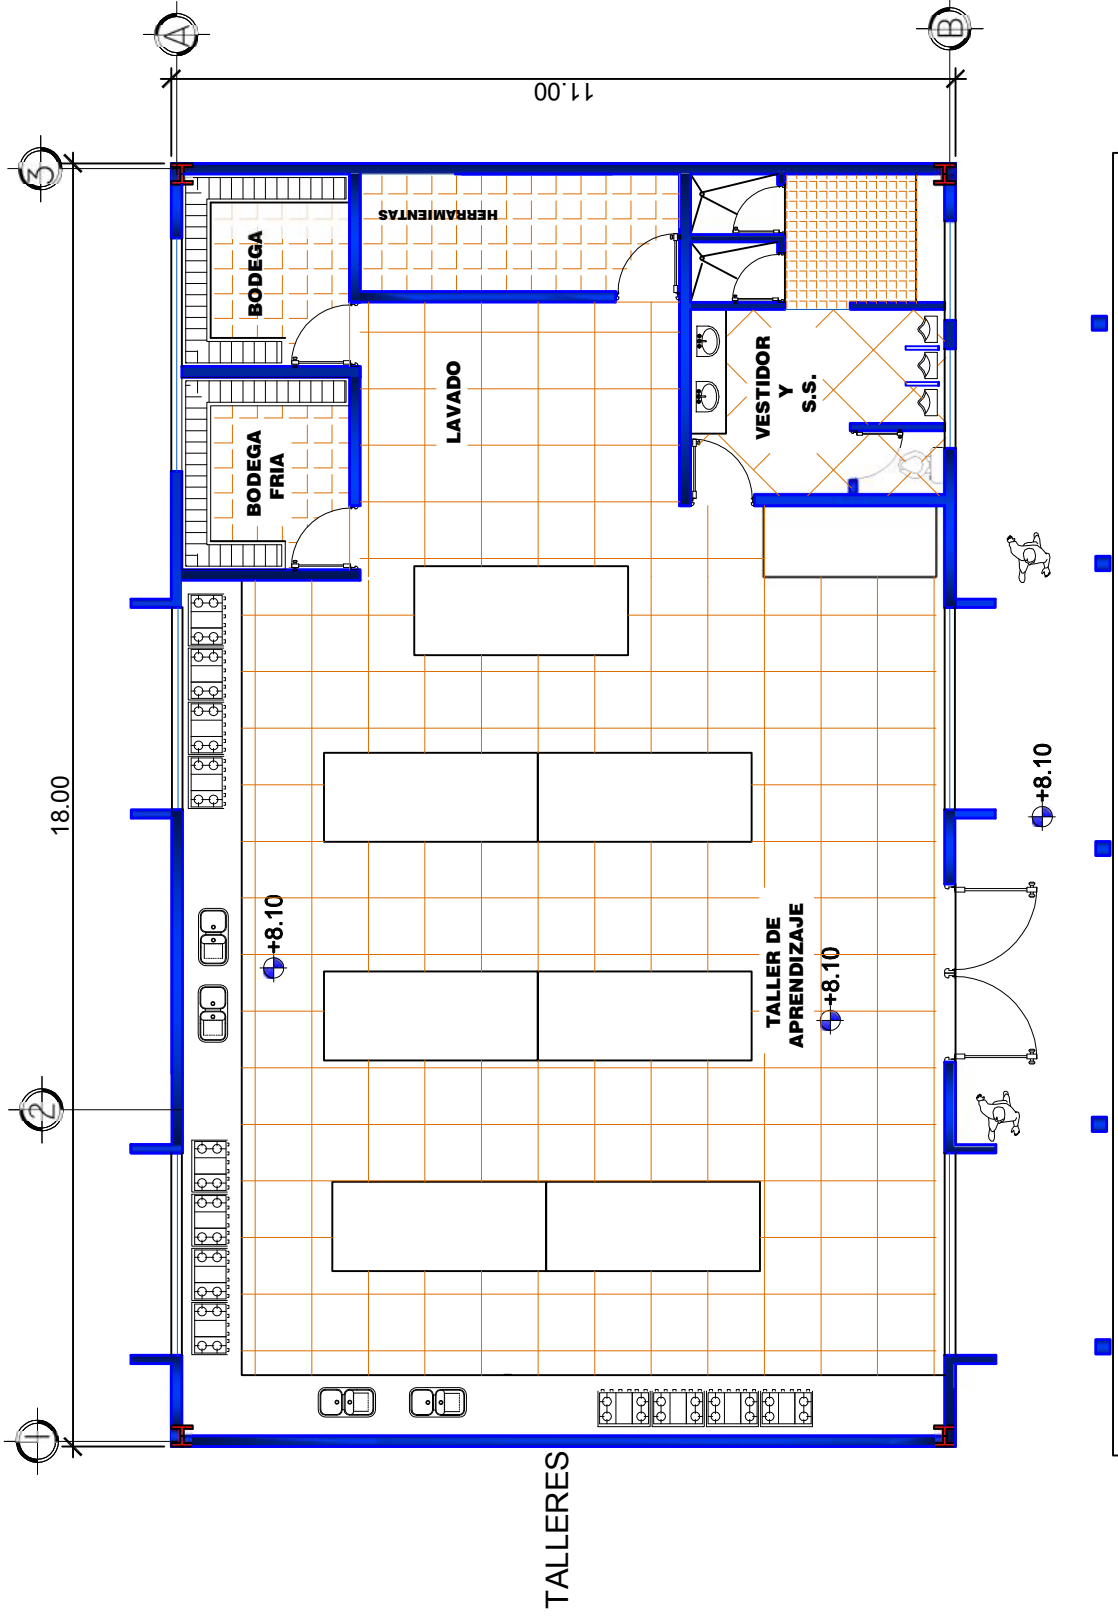 A
B
11.00
3
HERRAMIENTAS
BODEGA
LAVADO
VESTIDOR
Y
S.S.
BODEGA
FRIA
18.00
+8.10
+8.10
TALLER DE
APRENDIZAJE
+8.10
2
1
TALLERES